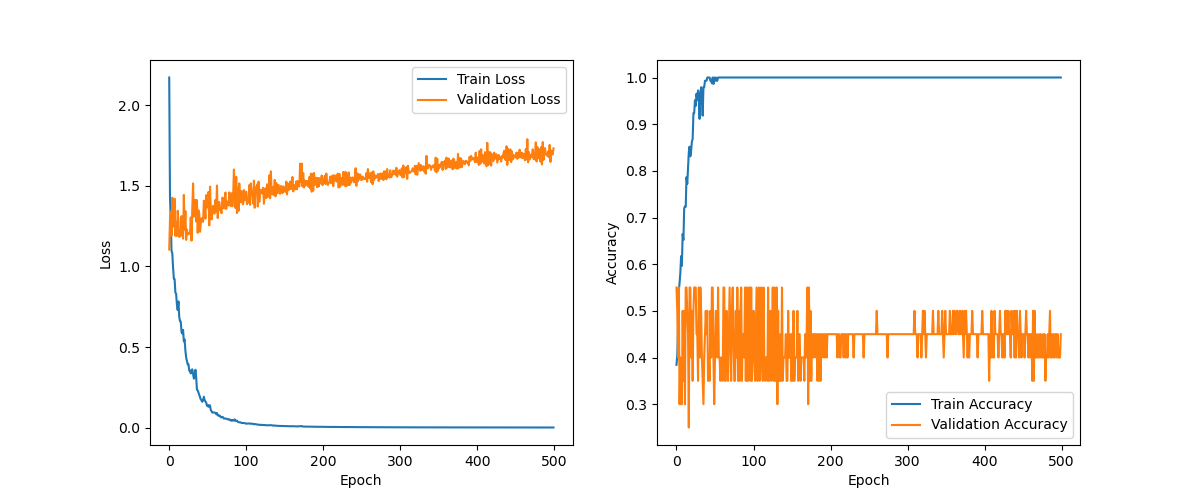 Train Loss
Validation Loss
2.0
1.5
1.0
0.5
0.0
Loss
0 100 200 300 400 500
Epoch
1.0
0.9
0.8
0.7
0.6
0.5
0.4
0.3
Accuracy
Train Accuracy
Validation Accuracy
0 100 200 300 400 500
Epoch